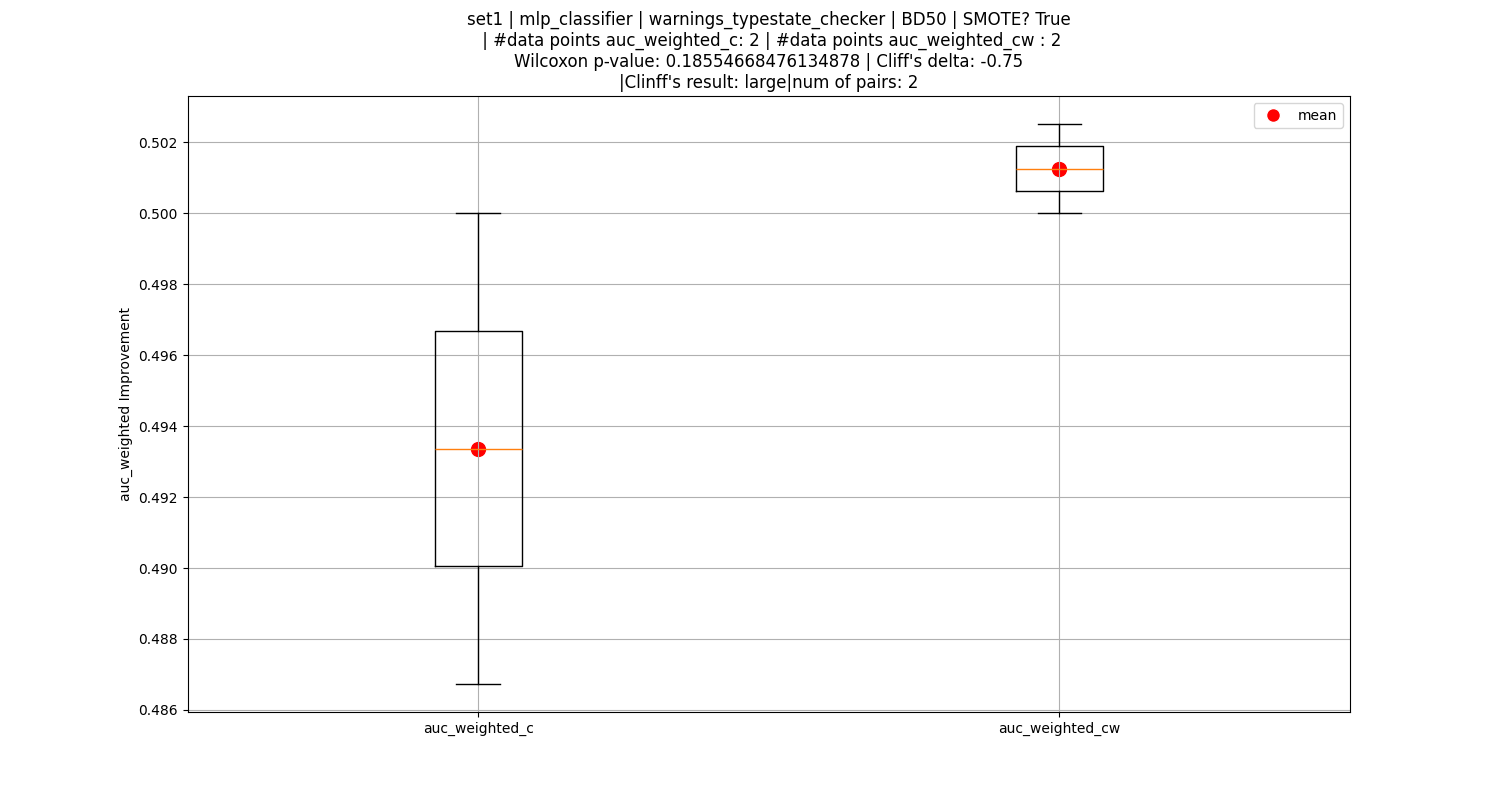 set1 | mlp_classifier | warnings_typestate_checker | BD50 | SMOTE? True
| #data points auc_weighted_c: 2 | #data points auc_weighted_cw : 2
Wilcoxon p-value: 0.18554668476134878 | Cliff's delta: -0.75
|Clinff's result: large|num of pairs: 2
mean
0.502
0.500
0.498
0.496
0.494
0.492
0.490
0.488
0.486
auc_weighted Improvement
auc_weighted_c
auc_weighted_cw